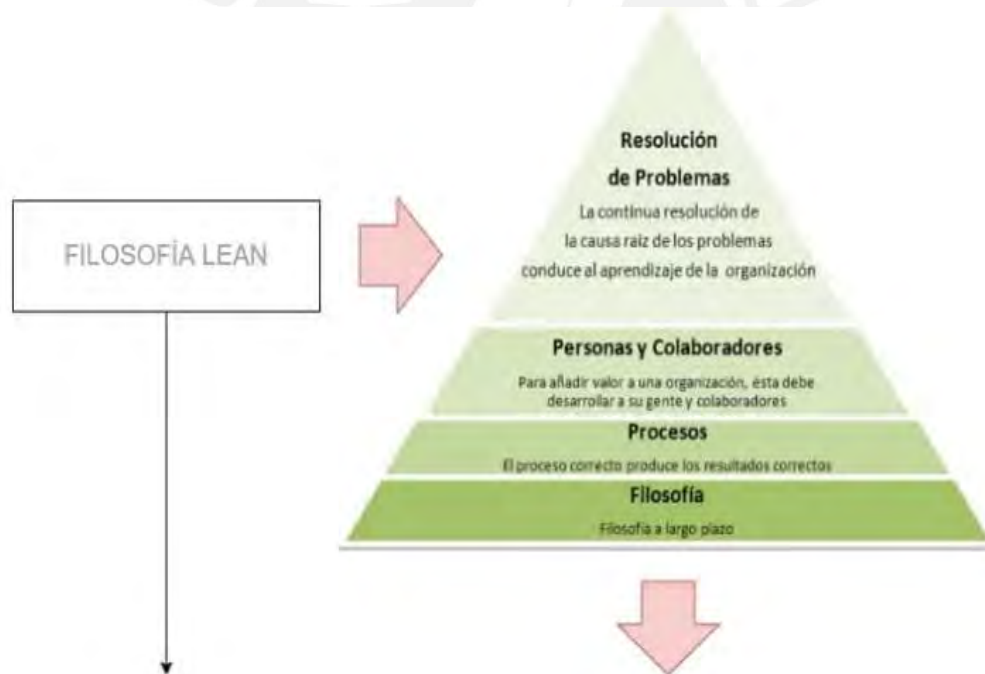 FILOSOFÍA LEAN
Resolución
de Problemas
La continua resolución de
la causa raiz de los problemas
conduce al aprendizaje de la organización
Personas y Colaboradores
Para añadir valor a una organización, ésta debe
desarrollar a su gente y colaboradores
Procesos
El proceso correcto produce los resultados correctos
Filosofía
Filosofía a largo plazo